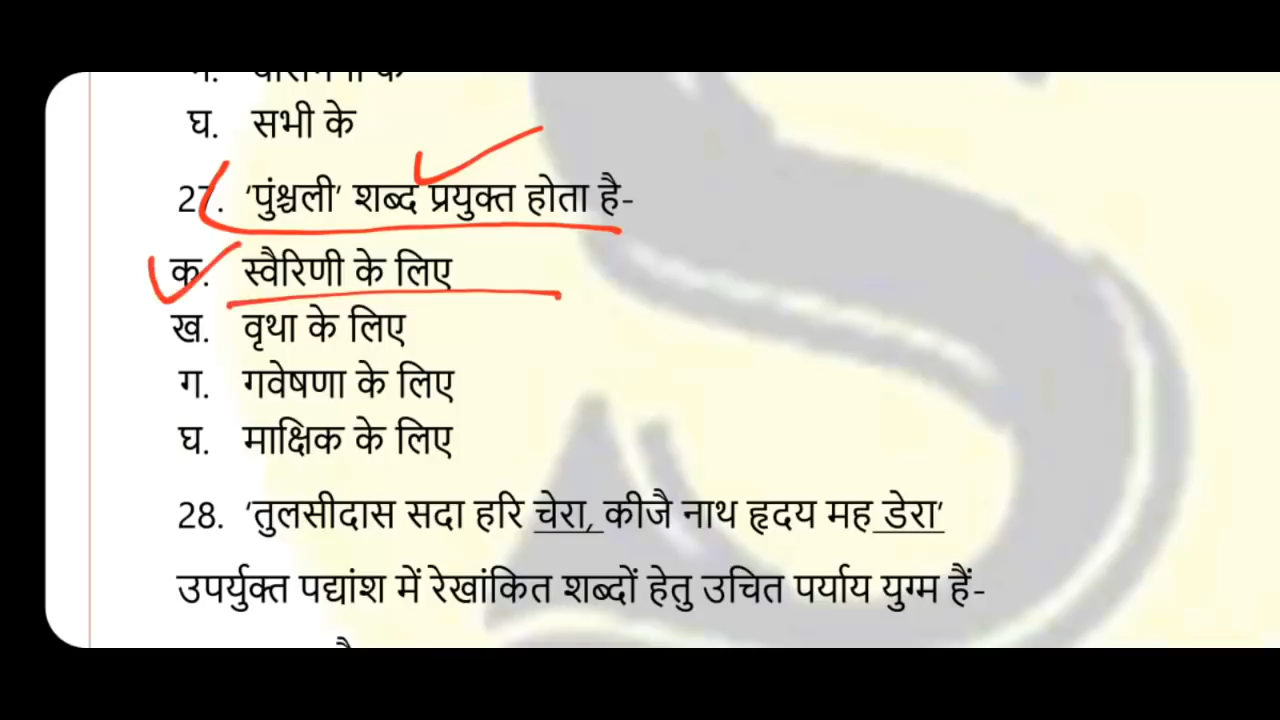 घ. सभी के
27. 'पुंश्चली' शब्द प्रयुक्त होता है-
क. स्वैरिणी के लिए
ख. वृथा के लिए
ग. गवेषणा के लिए
घ. माक्षिक के लिए
28. 'तुलसीदास सदा हरि चेरा, कीजै नाथ हृदय मह डेरा'
उपर्युक्त पद्यांश में रेखांकित शब्दों हेतु उचित पर्याय युग्म हैं-